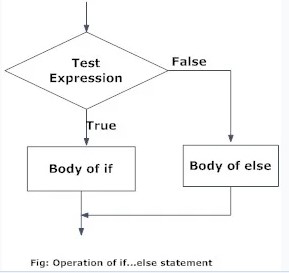 Test
Expression
False
True
Body of if
Body of else
Fig: Operation of if...else statement